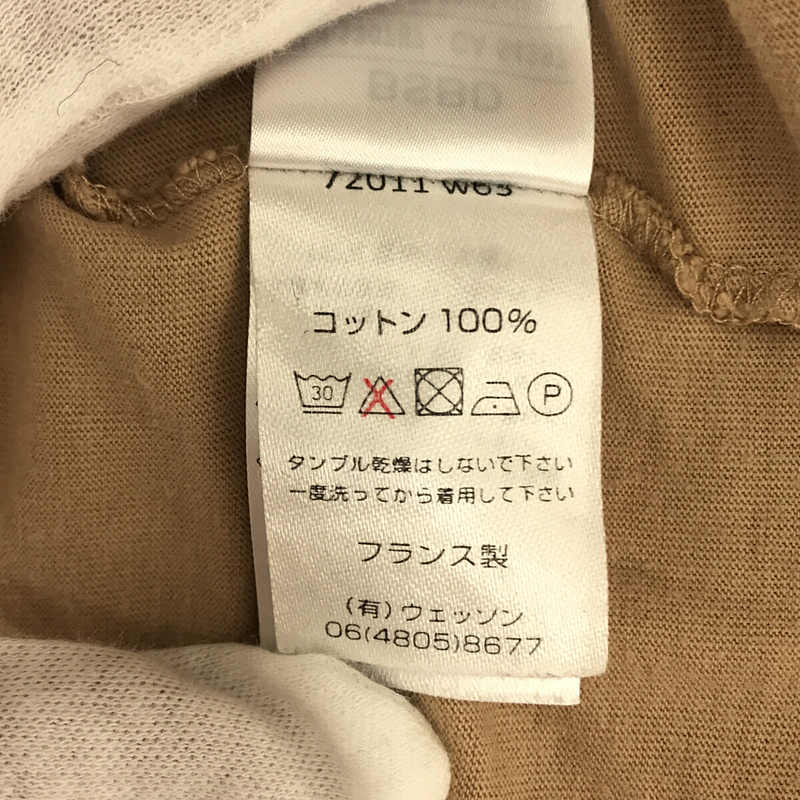 72011 W63
コットン 100%
30 P
タンブル乾燥はしないで下さい
一度洗ってから着用して下さい
フランス製
(有) ウェッソン
06(4805)8677